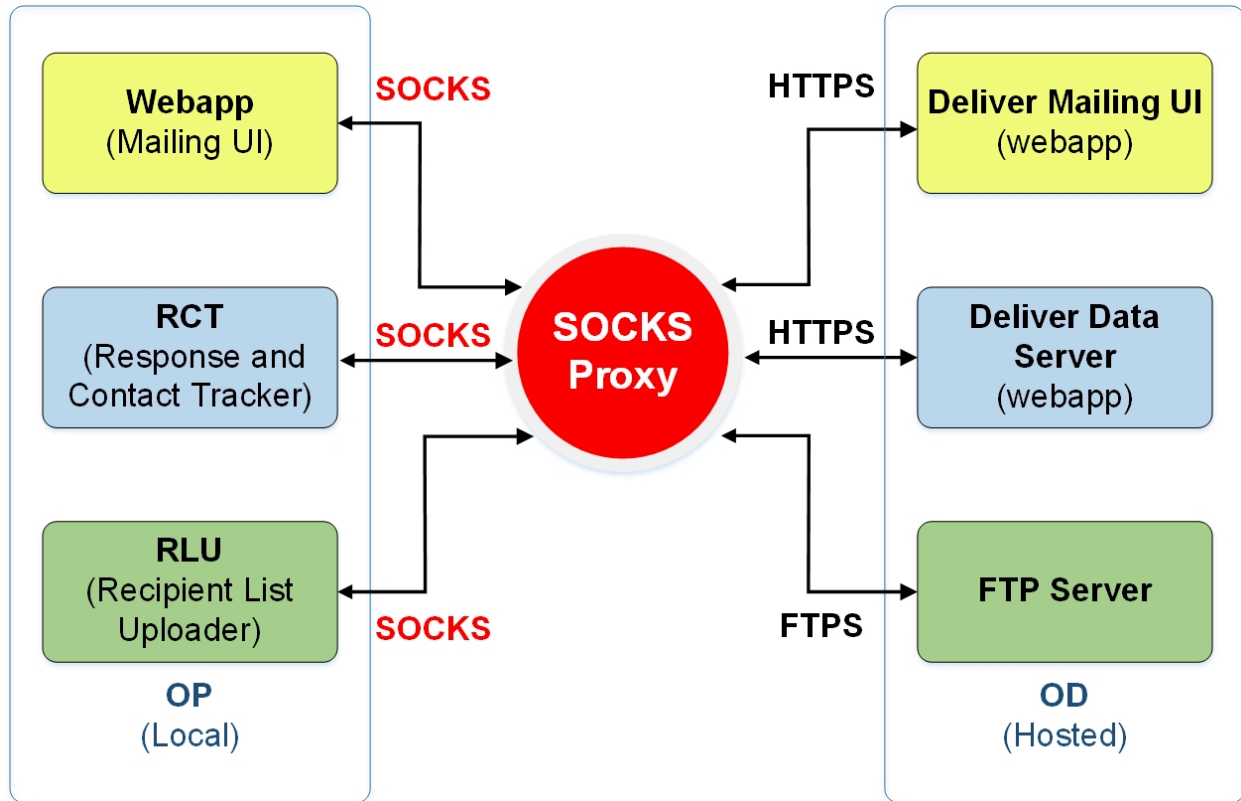 Webapp
(Mailing UI)
SOCKS
RCT
(Response and
Contact Tracker)
SOCKS
RLU
(Recipient List
Uploader)
SOCKS
OP
(Local)
SOCKS
Proxy
HTTPS
Deliver Mailing UI
(webapp)
HTTPS
Deliver Data
Server
(webapp)
FTPS
FTP Server
OD
(Hosted)